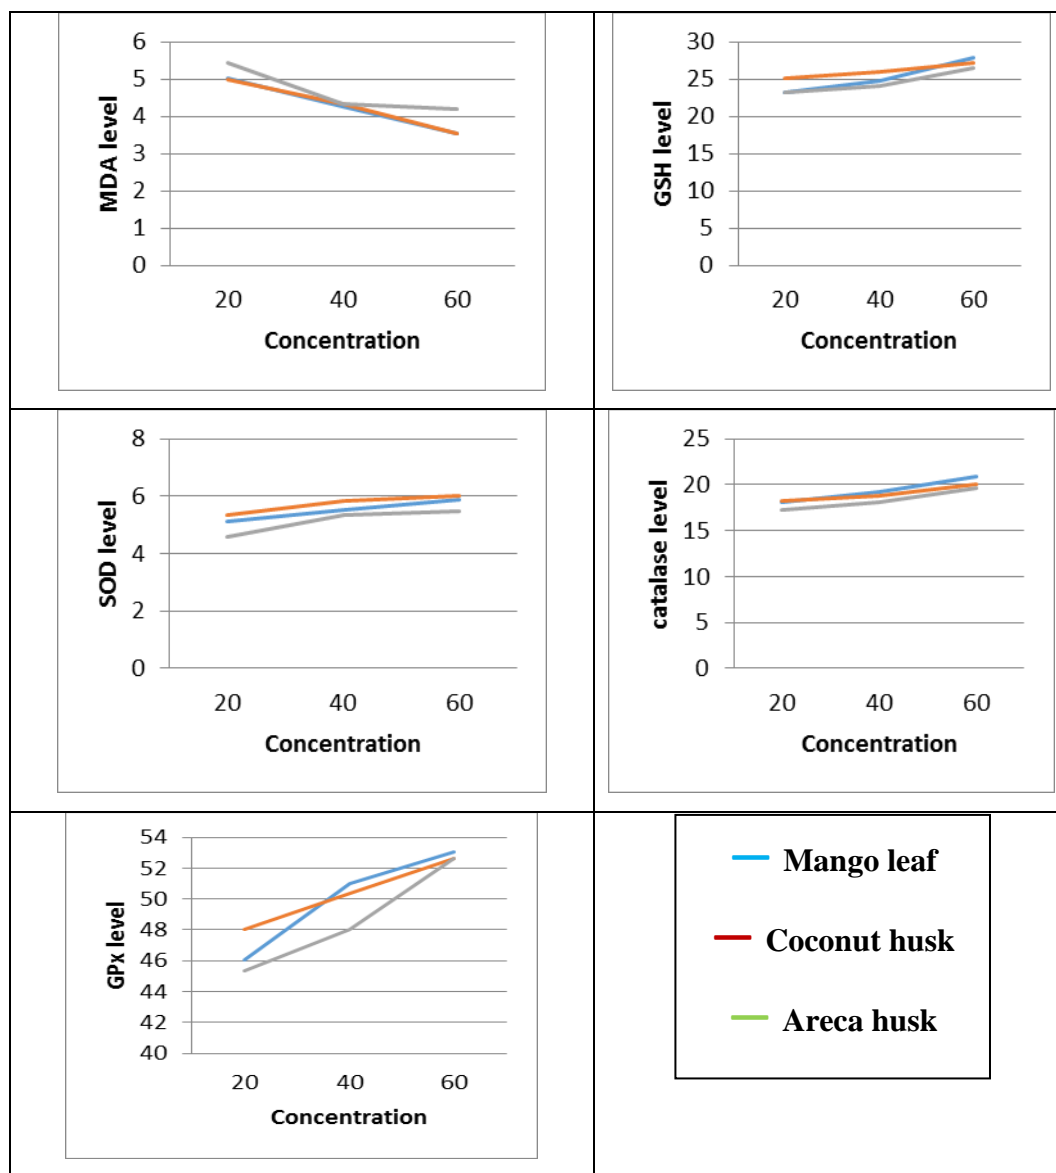 6
5
4
3
2
1
0
MDA level
20 40 60
Concentration
30
25
20
15
10
5
0
GSH level
20 40 60
Concentration
8
6
4
2
0
SOD level
20 40 60
Concentration
25
20
15
10
5
0
catalase level
20 40 60
Concentration
54
52
50
48
46
44
42
40
GPx level
20 40 60
Concentration
Mango leaf
Coconut husk
Areca husk